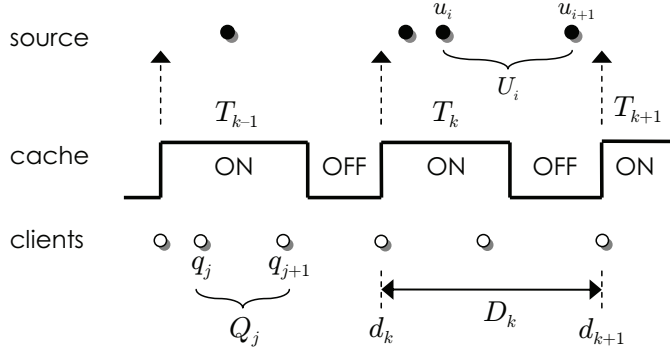 source
u_i u_{i+1}
U_i
T_{k-1} T_k T_{k+1}
cache
ON OFF ON OFF ON
clients
q_j q_{j+1}
Q_j
D_k
d_k d_{k+1}